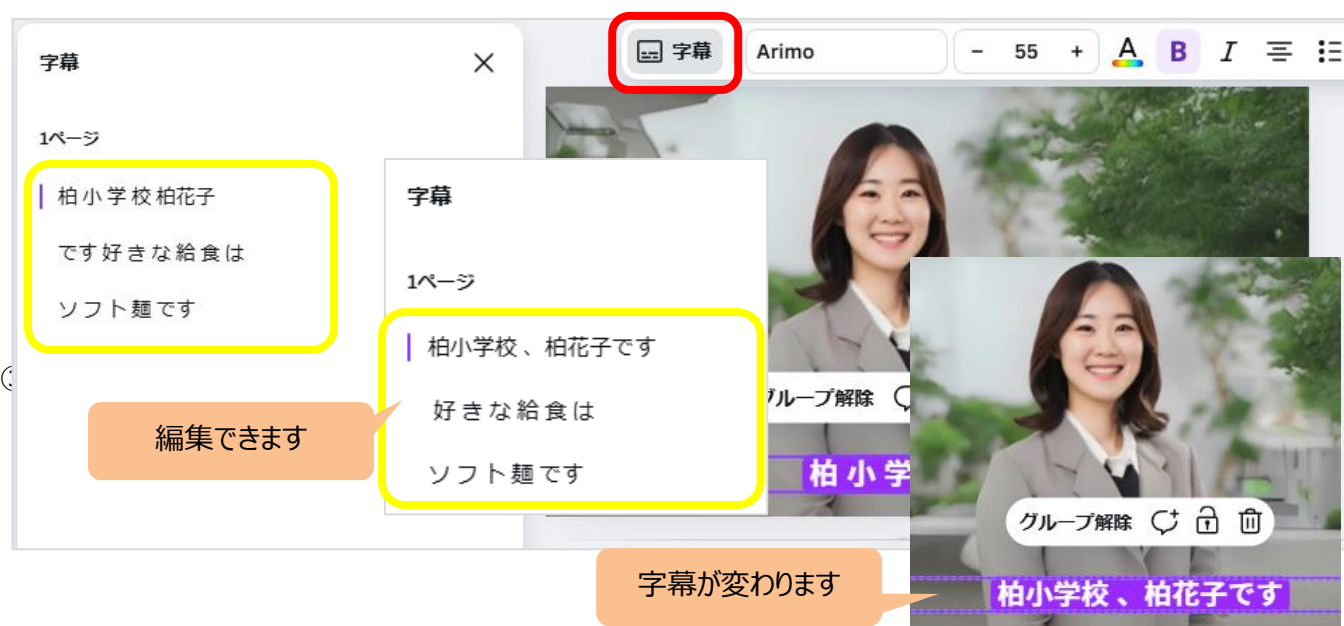 字幕
字幕 Arimo - 55 + A B I
1ページ
柏小学校柏花子
です好きな給食は
ソフト麺です
字幕
1ページ
柏小学校、柏花子です
好きな給食は
ソフト麺です
編集できます
グループ解除
柏小学
グループ解除
字幕が変わります
柏小学校、柏花子です